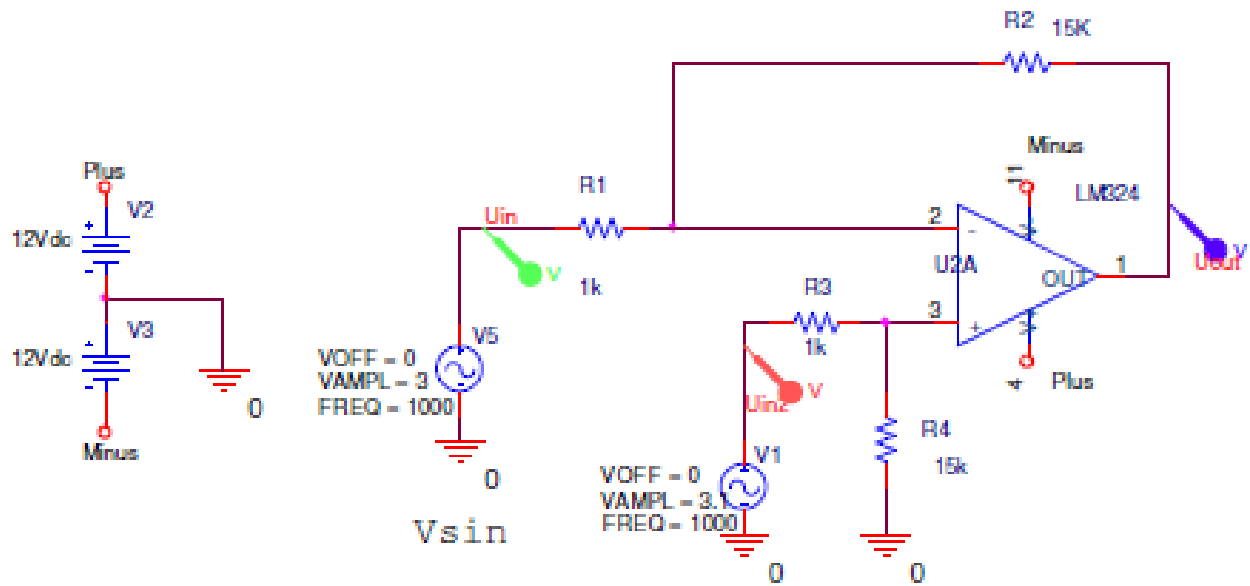 R2 15K
Plus
V2
12Vdc
V3
12Vdc
0
Minus
Uin
V
R1
1k
V5
VOFF = 0
VAMPL = 3
FREQ = 1000
0
Vsin
Minus
11
LM324
2
-
U2A
OUT
1
V
Uout
R3
1k
3
+
4
Plus
V
Uin2
R4
15k
V1
VOFF = 0
VAMPL = 3.1
FREQ = 1000
0
0